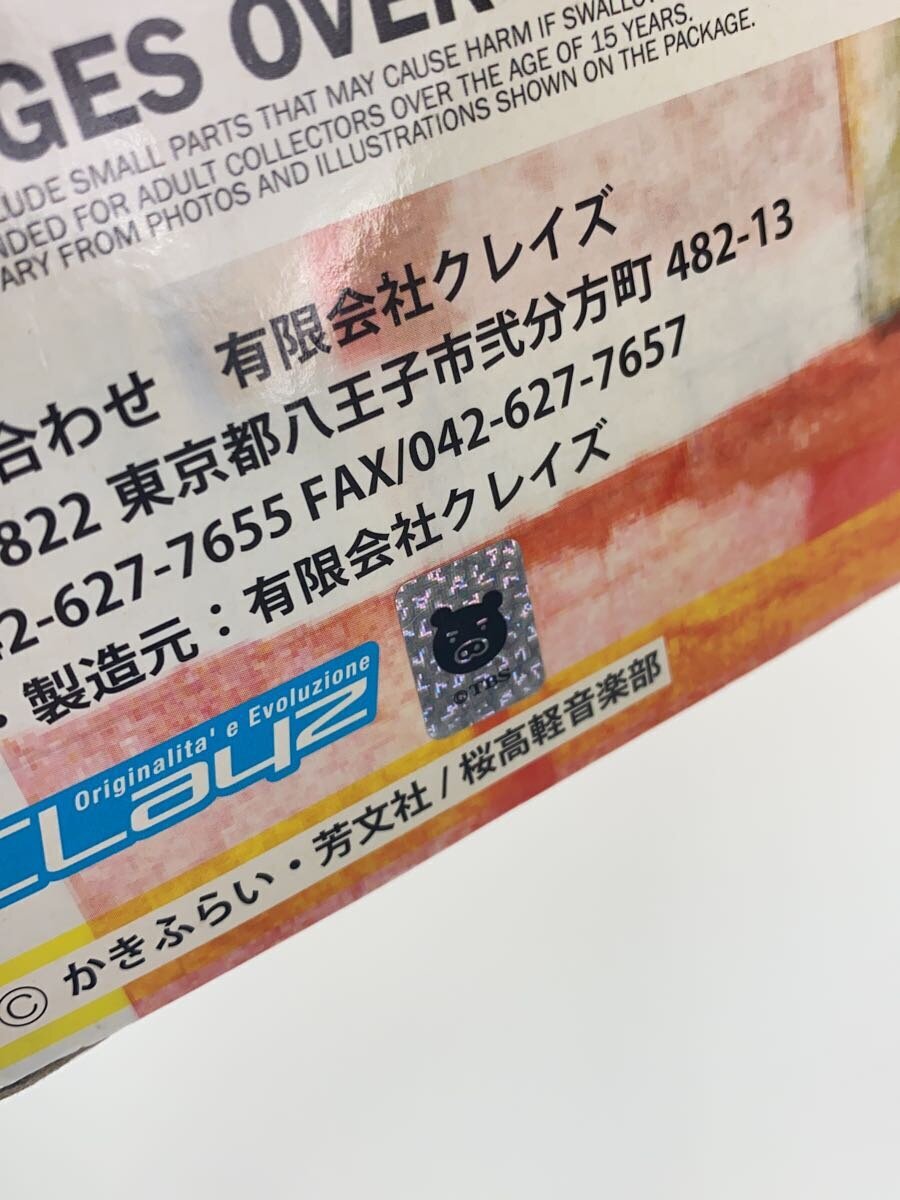 GES OVER
LUDE SMALL PARTS THAT MAY CAUSE HARM IF
NDED FOR ADULT COLLECTORS OVER THE AGE OF 15 YEARS.
ARY FROM PHOTOS AND ILLUSTRATIONS SHOWN ON THE PACKAGE.
合わせ 有限会社クレイズ
822 東京都八王子市弐分方町 482-13
42-627-7655 FAX/042-627-7657
・製造元：有限会社クレイズ
Originalita' e Evoluzione
CLayz
©TBS
© かきふらい・芳文社 / 桜高軽音楽部